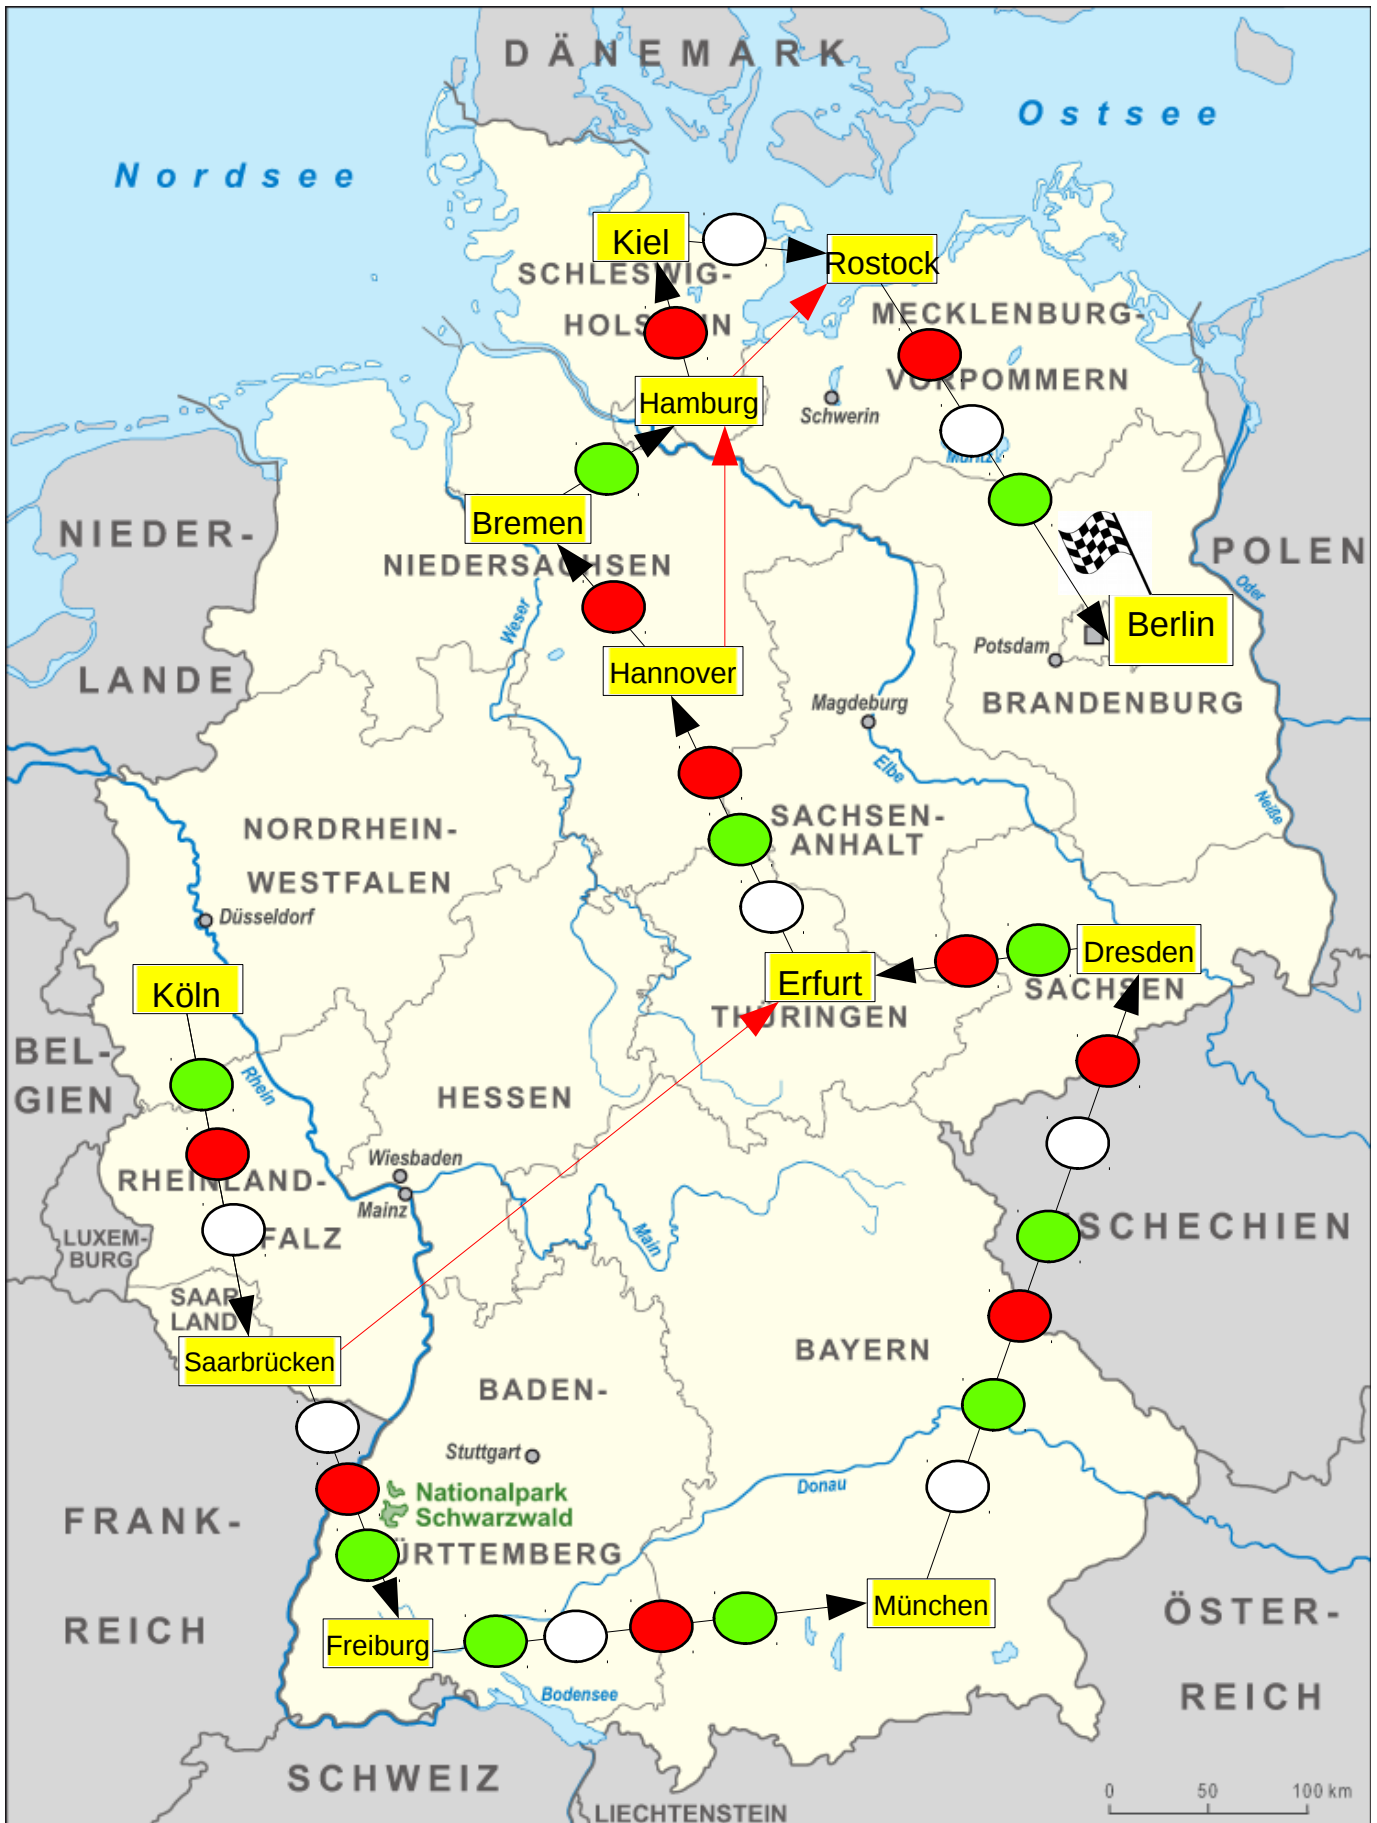 DÄNEMARK
Ostsee
Nordsee
Kiel
Rostock
SCHLESWIG-
HOLSTEIN
MECKLENBURG-
VORPOMMERN
Hamburg
Schwerin
Müritz
Bremen
NIEDER-
LANDE
NIEDERSACHSEN
POLEN
Oder
Weser
Berlin
Potsdam
Hannover
BRANDENBURG
Magdeburg
Elbe
Neiße
NORDRHEIN-
WESTFALEN
SACHSEN-
ANHALT
Düsseldorf
Dresden
SACHSEN
Erfurt
THÜRINGEN
Köln
BEL-
GIEN
Rhein
HESSEN
Wiesbaden
Mainz
RHEINLAND-
FALZ
LUXEM-
BURG
Main
SCHECHIEN
SAAR
LAND
Saarbrücken
BAYERN
BADEN-
Stuttgart
Nationalpark
Schwarzwald
ÜRTTEMBERG
Donau
FRANK-
REICH
München
Freiburg
ÖSTER-
REICH
Bodensee
SCHWEIZ
LIECHTENSTEIN
0 50 100 km